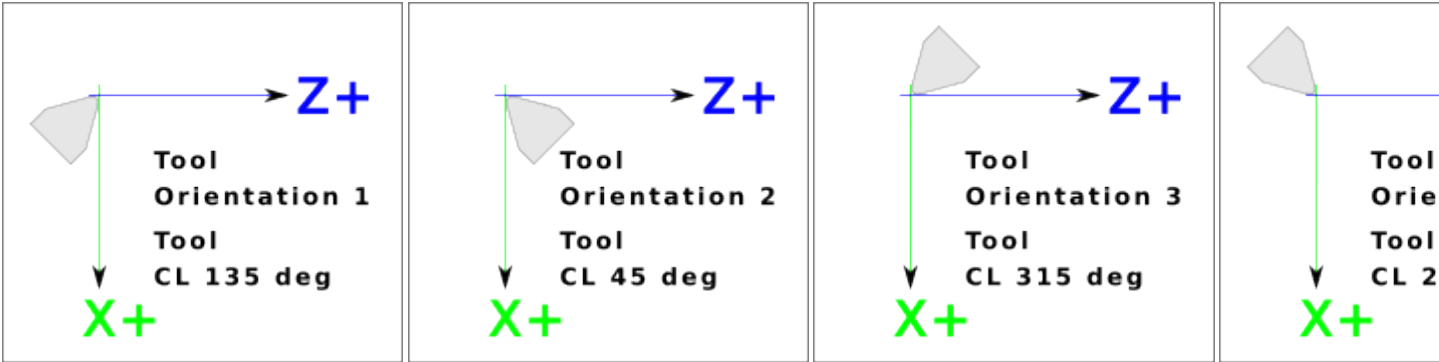 Z+
Tool
Orientation 1
Tool
CL 135 deg
X+
Z+
Tool
Orientation 2
Tool
CL 45 deg
X+
Z+
Tool
Orientation 3
Tool
CL 315 deg
X+
Tool
Tool
CL
X+